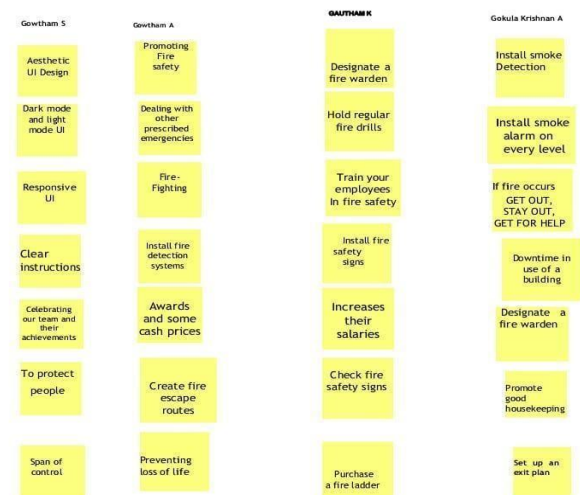 Gowtham S
Aesthetic
UI Design
Dark mode
and light
mode UI
Responsive
UI
Clear
instructions
Celebrating
our team and
their
achievements
To protect
people
Span of
control
Gowtham A
Promoting
Fire
safety
Dealing with
other
prescribed
emergencies
Fire-
Fighting
Install fire
detection
systems
Awards
and some
cash prices
Create fire
escape
routes
Preventing
loss of life
GAUTHAM K
Designate a
fire warden
Hold regular
fire drills
Train your
employees
In fire safety
Install fire
safety
signs
Increases
their
salaries
Check fire
safety signs
Purchase
a fire ladder
Gokula Krishnan A
Install smoke
Detection
Install smoke
alarm on
every level
If fire occurs
GET OUT,
STAY OUT,
GET FOR HELP
Downtime in
use of a
building
Designate a
fire warden
Promote
good
housekeeping
Set up an
exit plan